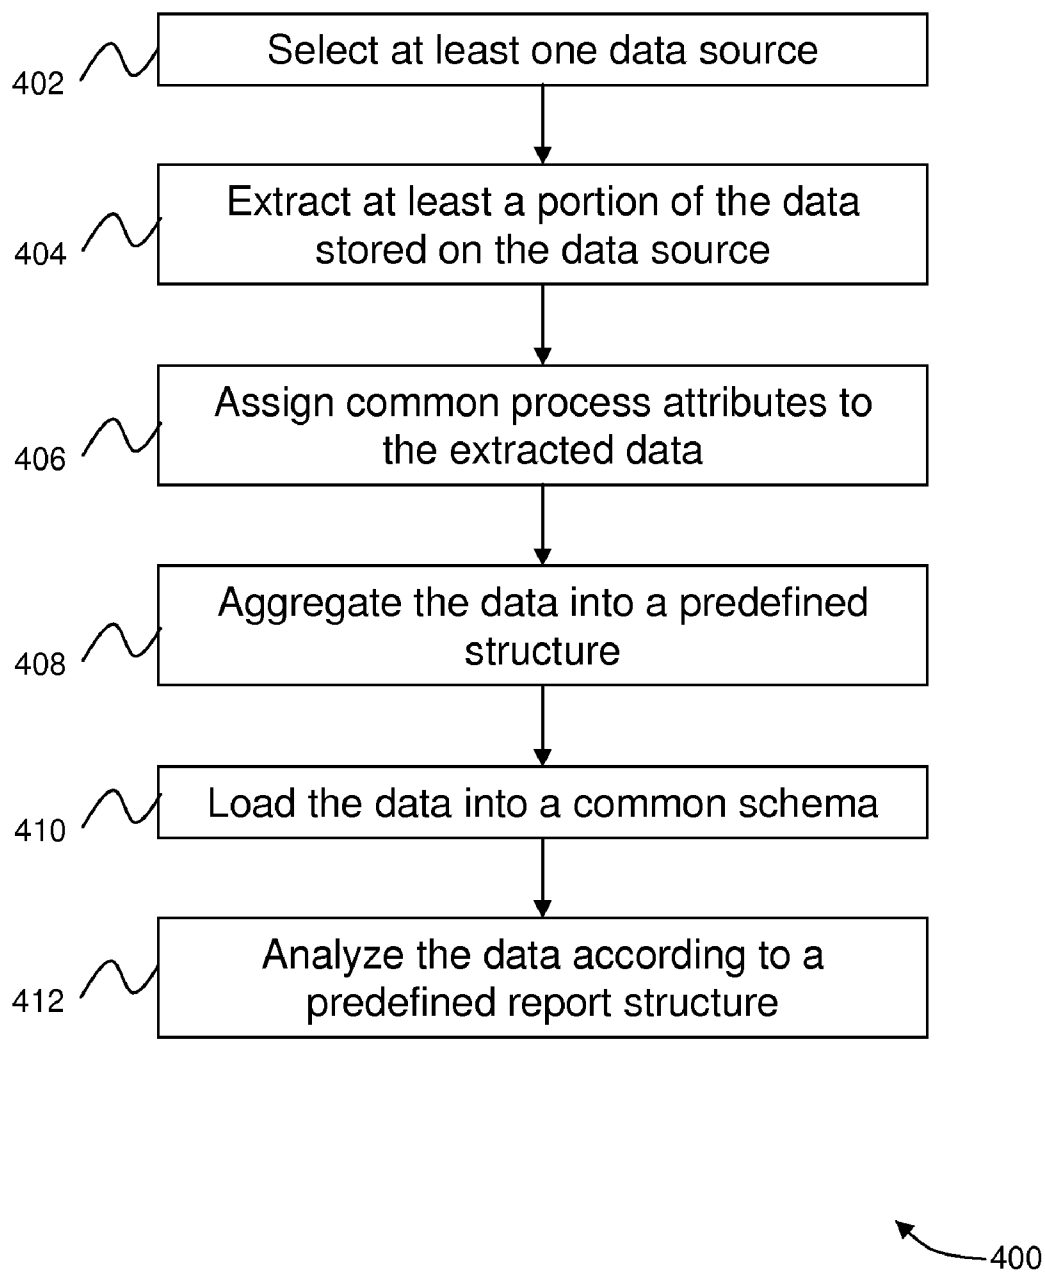 Select at least one data source
402
Extract at least a portion of the data
stored on the data source
404
Assign common process attributes to
the extracted data
406
Aggregate the data into a predefined
structure
408
Load the data into a common schema
410
Analyze the data according to a
predefined report structure
412
400